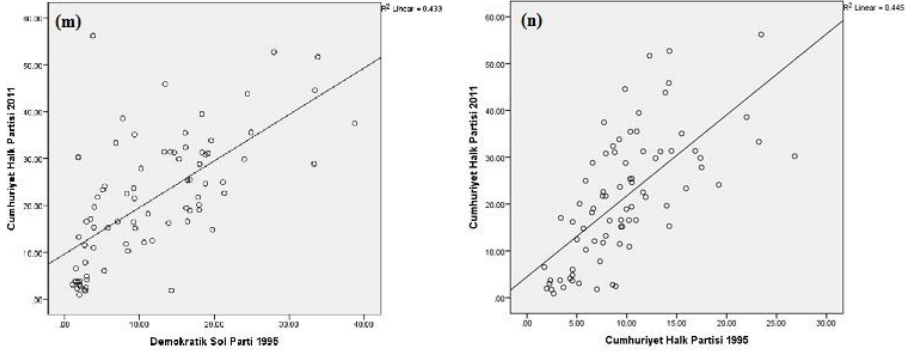 (m)
R² Linear = 0.433
Cumhuriyet Halk Partisi 2011
60.00
50.00
40.00
30.00
20.00
10.00
.00
.00 10.00 20.00 30.00 40.00
Demokratik Sol Parti 1995
(n)
R² Linear = 0.445
Cumhuriyet Halk Partisi 2011
60.00
50.00
40.00
30.00
20.00
10.00
.00
.00 5.00 10.00 15.00 20.00 25.00 30.00
Cumhuriyet Halk Partisi 1995